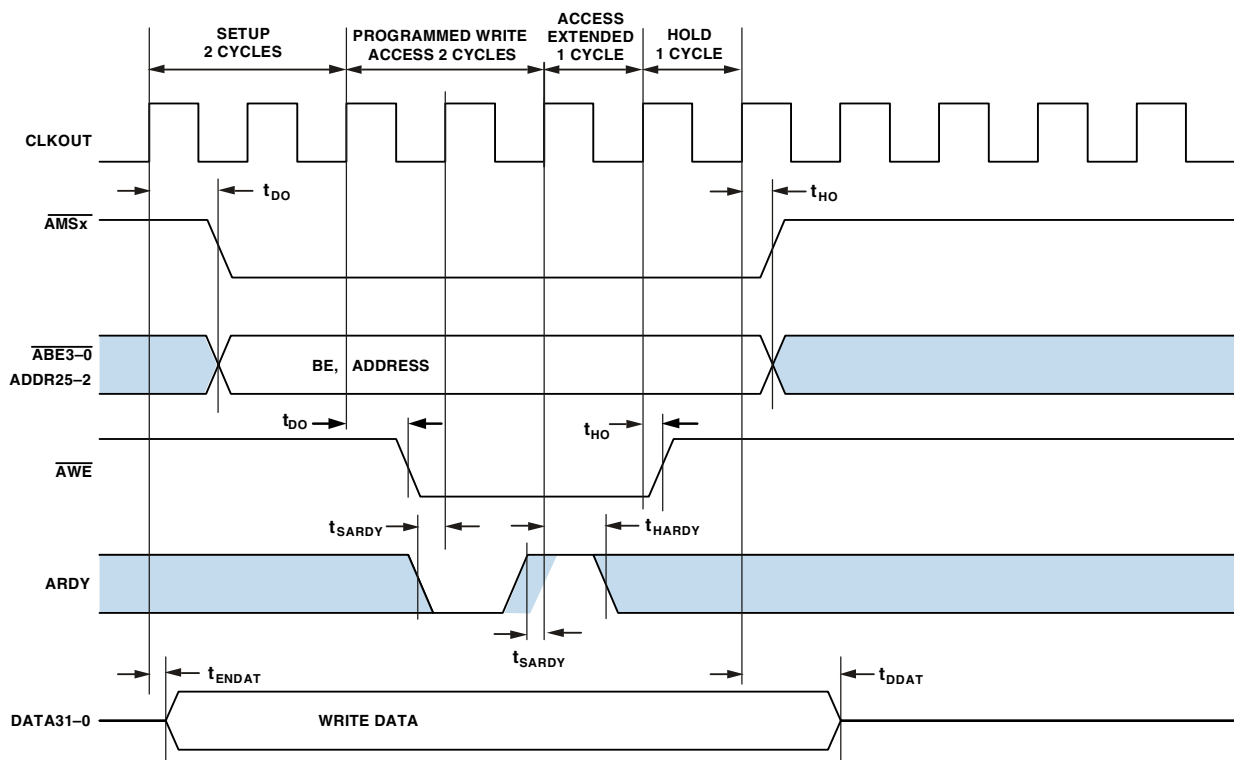 SETUP
2 CYCLES
PROGRAMMED WRITE
ACCESS 2 CYCLES
ACCESS
EXTENDED
1 CYCLE
HOLD
1 CYCLE
CLKOUT
tDO
tHO
AMSx
ABE3–0
ADDR25–2
BE, ADDRESS
tDO
tHO
AWE
tSARDY
tHARDY
ARDY
tSARDY
tENDAT
tDDAT
DATA31–0
WRITE DATA